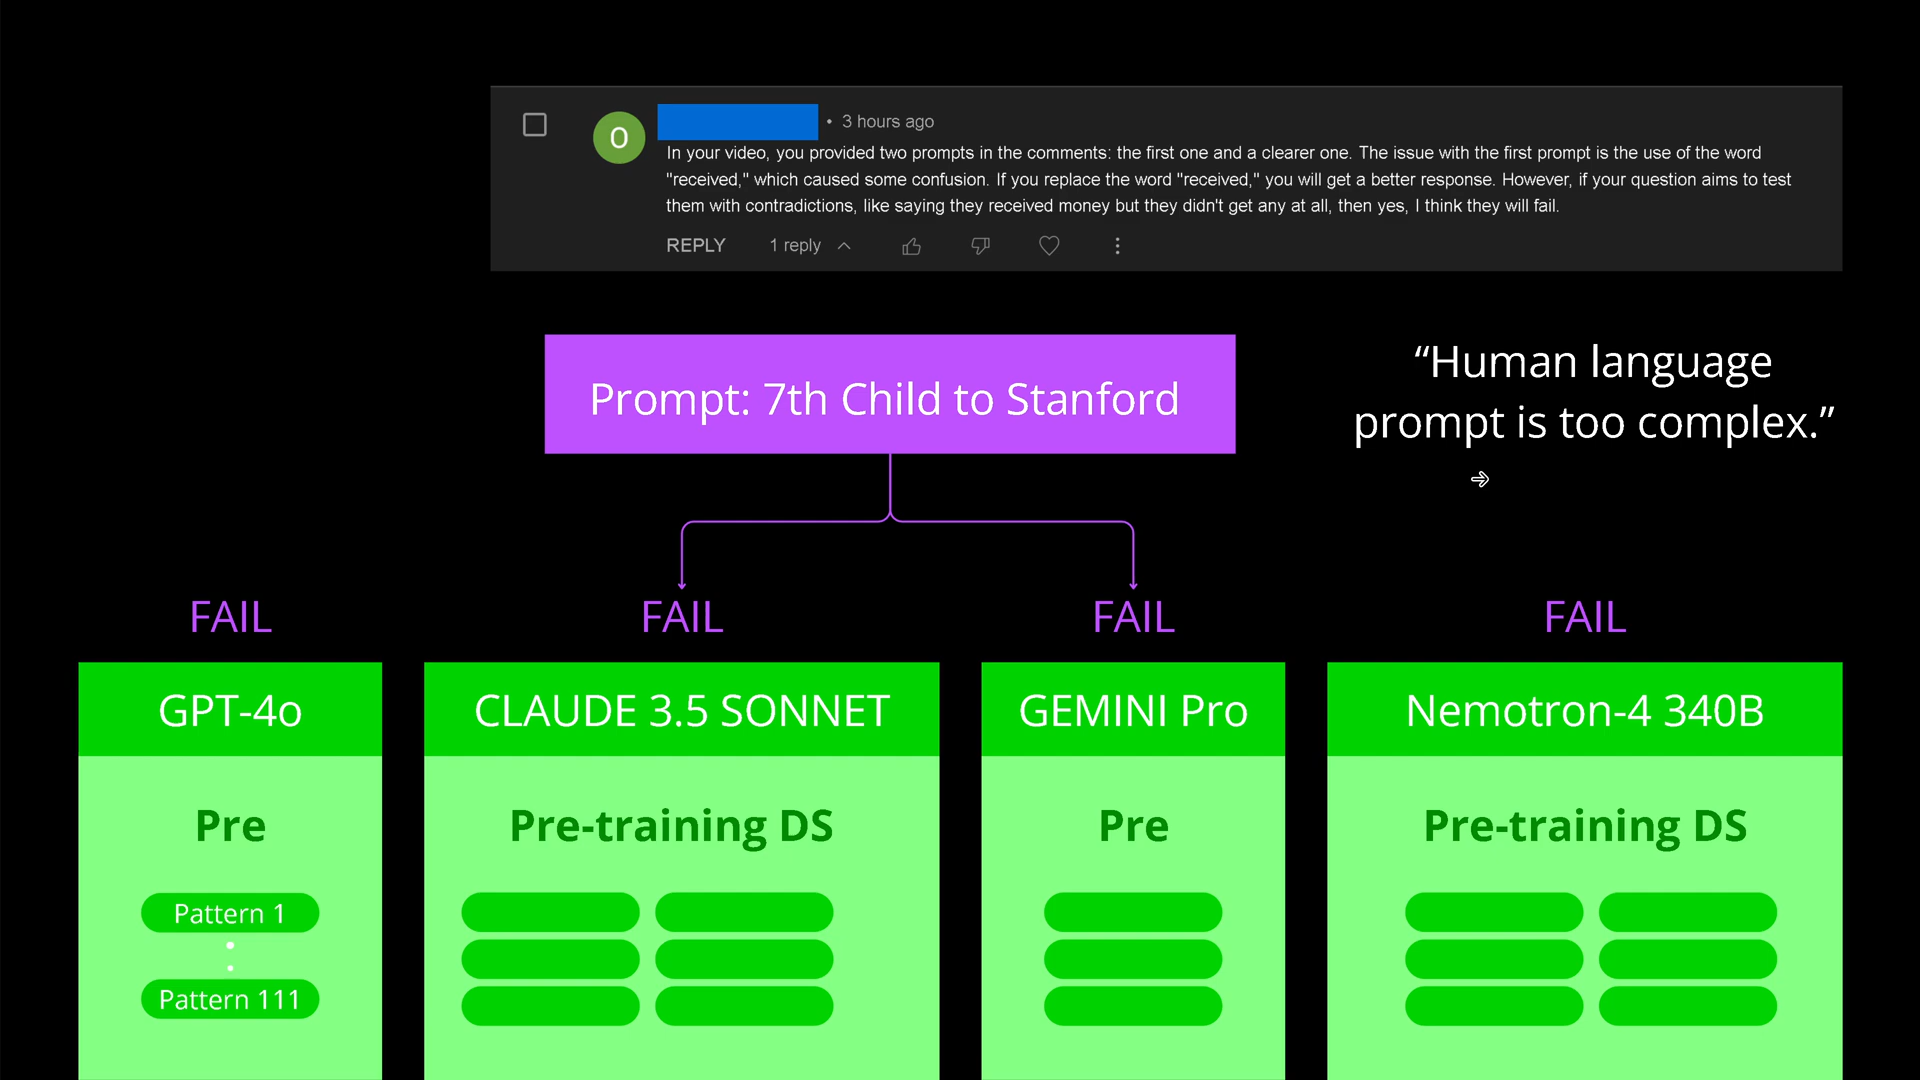 O
• 3 hours ago
In your video, you provided two prompts in the comments: the first one and a clearer one. The issue with the first prompt is the use of the word
"received," which caused some confusion. If you replace the word "received," you will get a better response. However, if your question aims to test
them with contradictions, like saying they received money but they didn't get any at all, then yes, I think they will fail.
REPLY 1 reply
Prompt: 7th Child to Stanford
“Human language
prompt is too complex.”
FAIL FAIL FAIL FAIL
GPT-4o CLAUDE 3.5 SONNET GEMINI Pro Nemotron-4 340B
Pre Pre-training DS Pre Pre-training DS
Pattern 1
Pattern 111